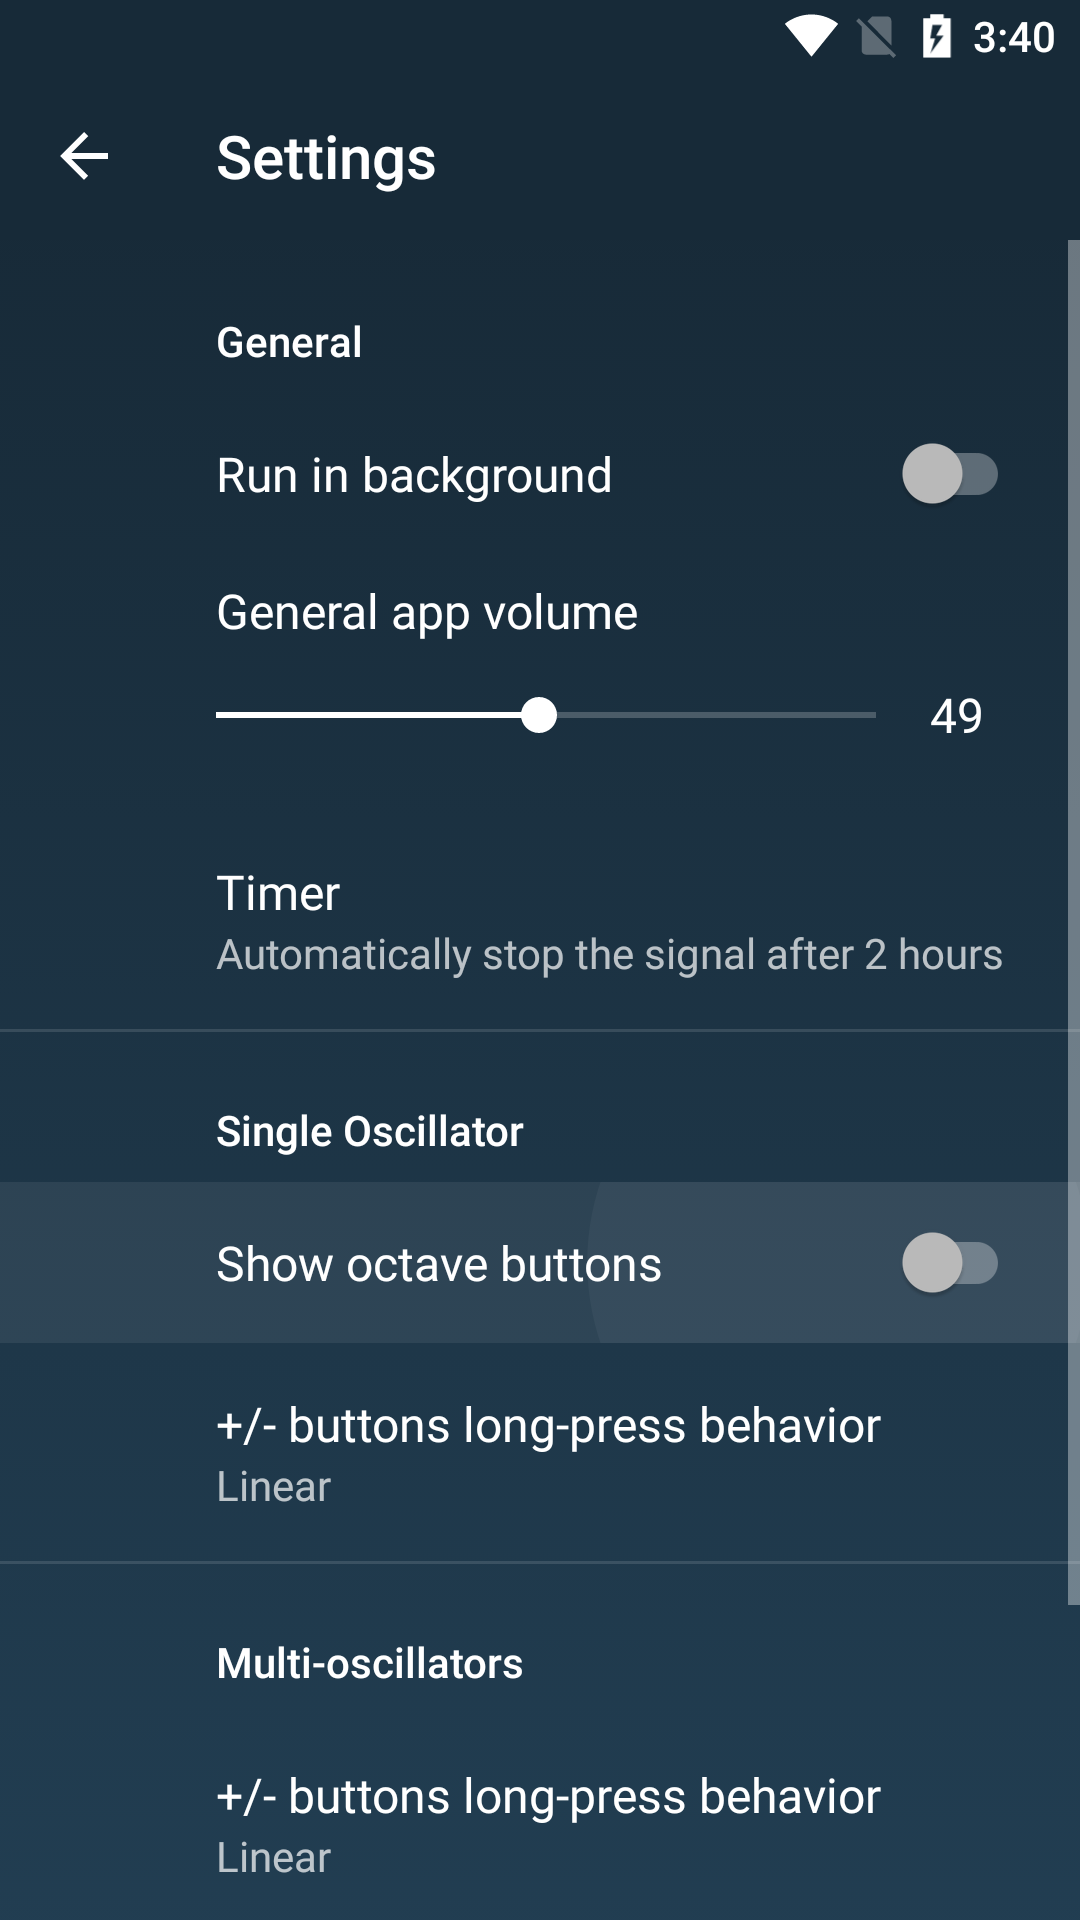 3:40
Settings
General
Run in background
General app volume
49
Timer
Automatically stop the signal after 2 hours
Single Oscillator
Show octave buttons
+/- buttons long-press behavior
Linear
Multi-oscillators
+/- buttons long-press behavior
Linear